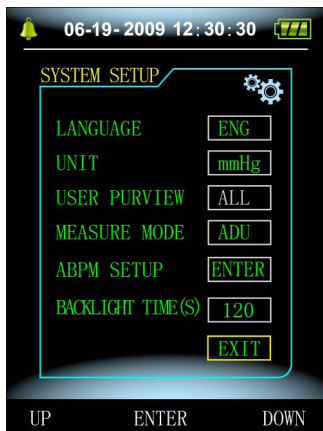 06-19-2009 12:30:30
SYSTEM SETUP
LANGUAGE ENG
UNIT mmHg
USER PURVIEW ALL
MEASURE MODE ADU
ABPM SETUP ENTER
BACKLIGHT TIME(S) 120
EXIT
UP ENTER DOWN